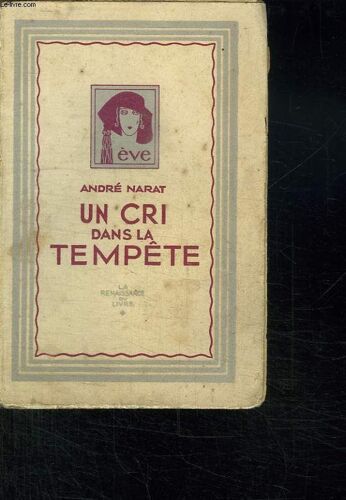 Le-livre.com
ève
ANDRÉ NARAT
UN CRI
DANS LA
TEMPÊTE
LA
RENAISSANCE
DU
LIVRE